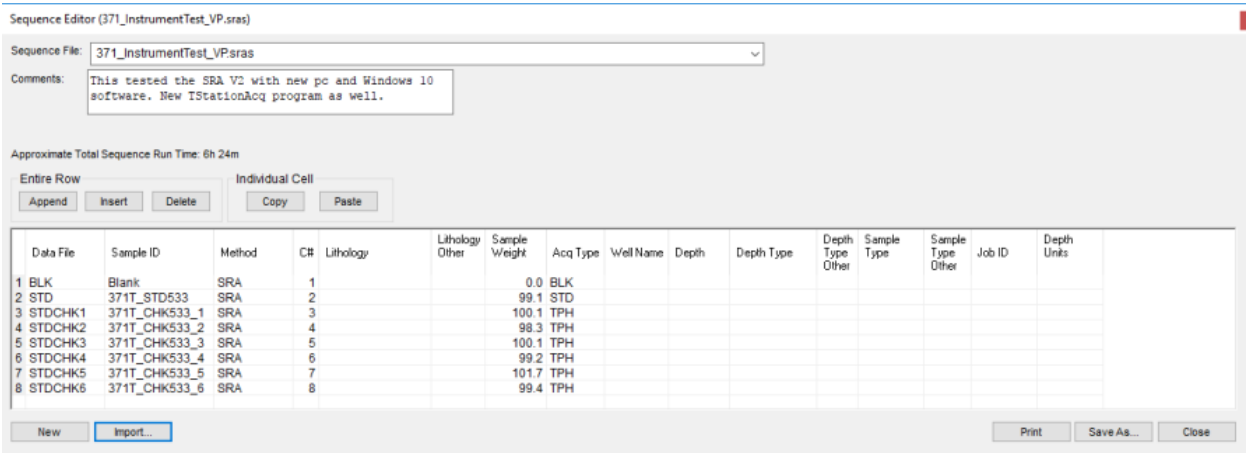 Sequence Editor (371_InstrumentTest_VP.sras)
Sequence File: 371_InstrumentTest_VP.sras
Comments: This tested the SRA V2 with new pc and Windows 10
software. New TStationAcq program as well.
Approximate Total Sequence Run Time: 6h 24m
Entire Row Individual Cell
Append Insert Delete Copy Paste
Data File Sample ID Method C# Lithology Lithology Other Sample Weight Acq Type Well Name Depth Depth Type Depth Type Other Sample Type Sample Type Other Job ID Depth Units
1 BLK Blank SRA 1 0.0 BLK
2 STD 371T_STD533 SRA 2 99.1 STD
3 STDCHK1 371T_CHK533_1 SRA 3 100.1 TPH
4 STDCHK2 371T_CHK533_2 SRA 4 98.3 TPH
5 STDCHK3 371T_CHK533_3 SRA 5 100.1 TPH
6 STDCHK4 371T_CHK533_4 SRA 6 99.2 TPH
7 STDCHK5 371T_CHK533_5 SRA 7 101.7 TPH
8 STDCHK6 371T_CHK533_6 SRA 8 99.4 TPH
New Import... Print Save As... Close